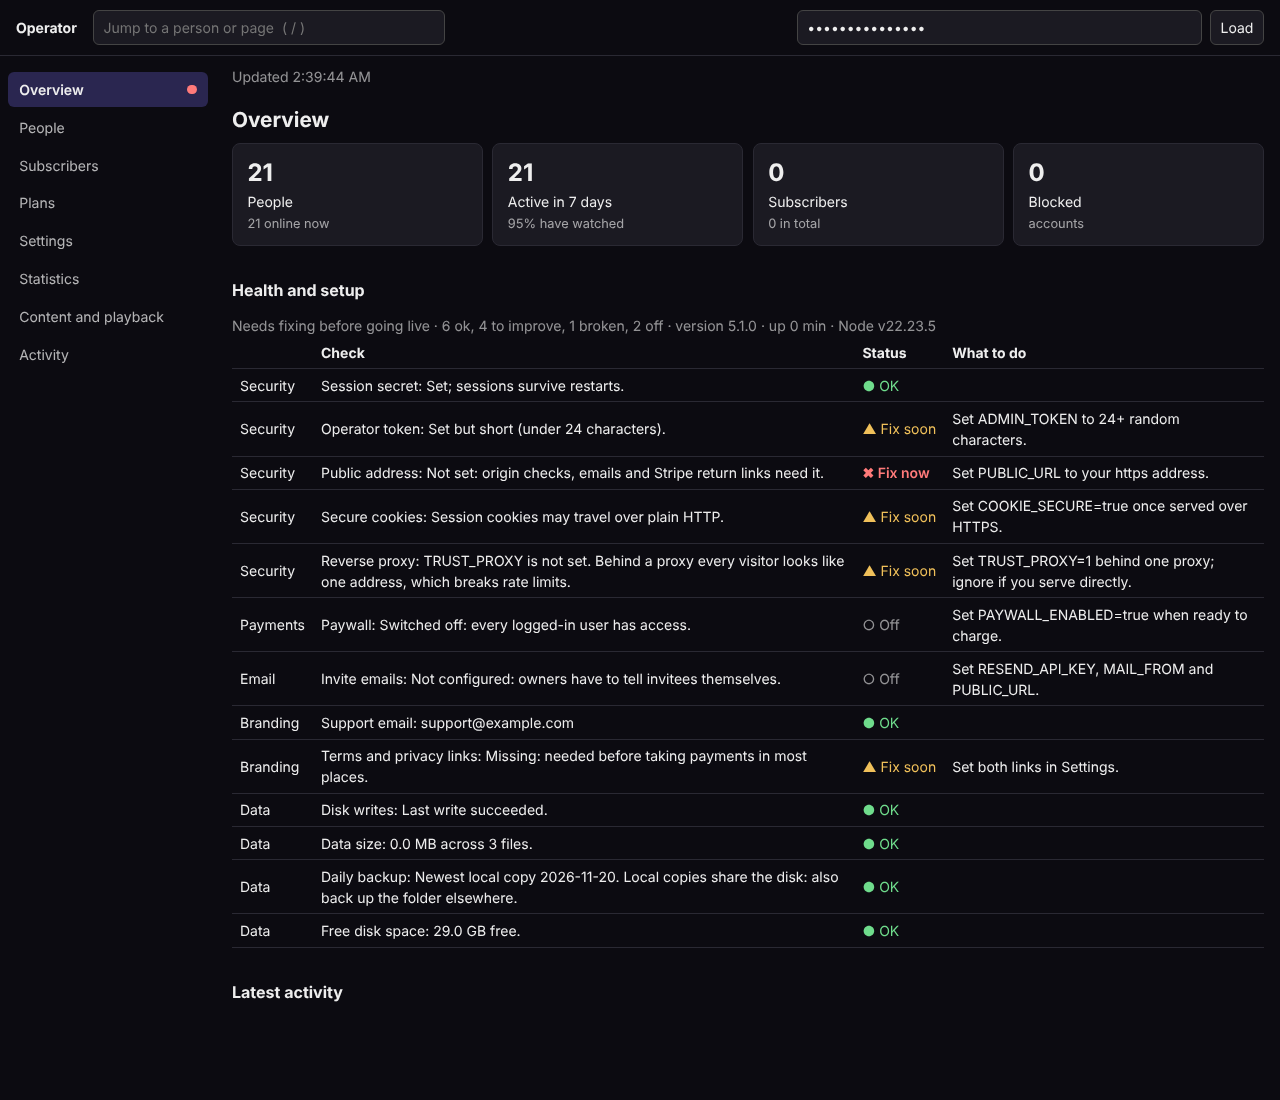 Operator
Jump to a person or page ( / )
•••••••••••••••
Load
Overview
People
Subscribers
Plans
Settings
Statistics
Content and playback
Activity
Updated 2:39:44 AM
Overview
21
People
21 online now
21
Active in 7 days
95% have watched
0
Subscribers
0 in total
0
Blocked
accounts
Health and setup
Needs fixing before going live · 6 ok, 4 to improve, 1 broken, 2 off · version 5.1.0 · up 0 min · Node v22.23.5
Check Status What to do
Security Session secret: Set; sessions survive restarts. ● OK
Security Operator token: Set but short (under 24 characters). ▲ Fix soon Set ADMIN_TOKEN to 24+ random
characters.
Security Public address: Not set: origin checks, emails and Stripe return links need it. ✖ Fix now Set PUBLIC_URL to your https address.
Security Secure cookies: Session cookies may travel over plain HTTP. ▲ Fix soon Set COOKIE_SECURE=true once served over
HTTPS.
Security Reverse proxy: TRUST_PROXY is not set. Behind a proxy every visitor looks like
one address, which breaks rate limits. ▲ Fix soon Set TRUST_PROXY=1 behind one proxy;
ignore if you serve directly.
Payments Paywall: Switched off: every logged-in user has access. ○ Off Set PAYWALL_ENABLED=true when ready to
charge.
Email Invite emails: Not configured: owners have to tell invitees themselves. ○ Off Set RESEND_API_KEY, MAIL_FROM and
PUBLIC_URL.
Branding Support email: support@example.com ● OK
Branding Terms and privacy links: Missing: needed before taking payments in most
places. ▲ Fix soon Set both links in Settings.
Data Disk writes: Last write succeeded. ● OK
Data Data size: 0.0 MB across 3 files. ● OK
Data Daily backup: Newest local copy 2026-11-20. Local copies share the disk: also
back up the folder elsewhere. ● OK
Data Free disk space: 29.0 GB free. ● OK
Latest activity